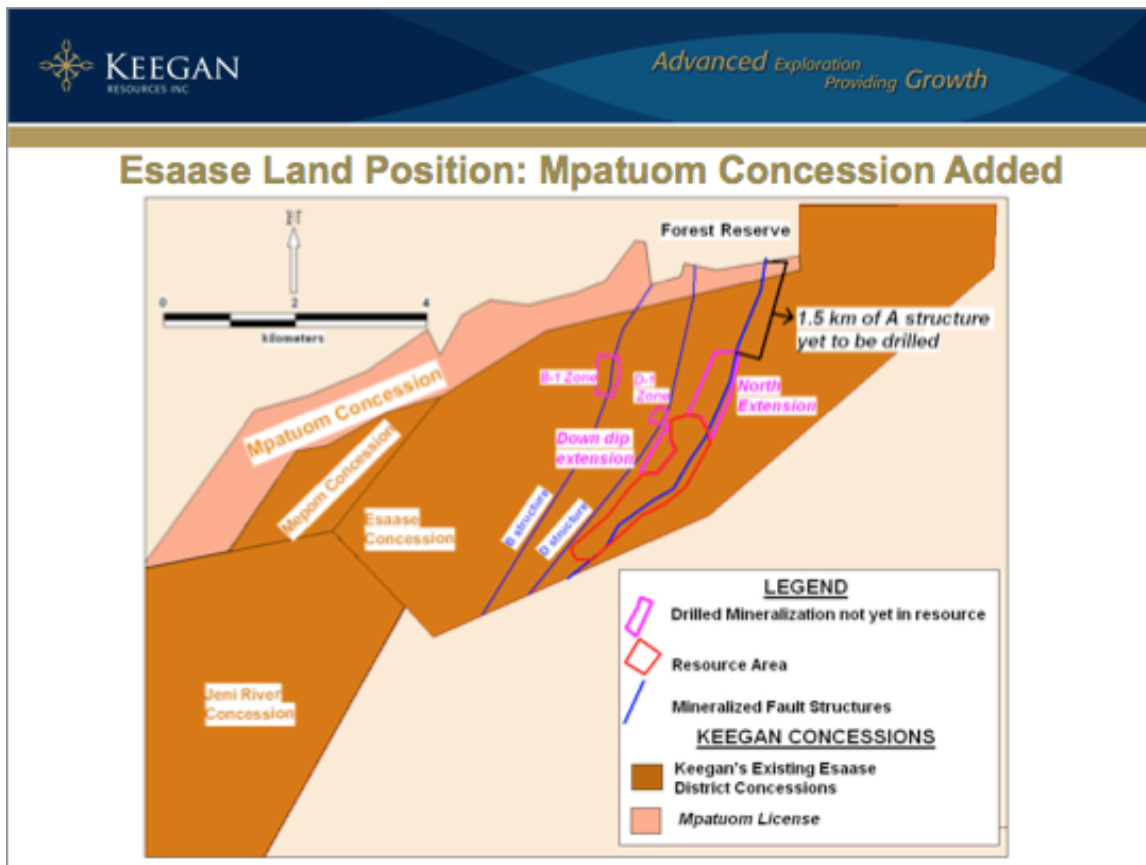 KEEGAN
RESOURCES INC
Advanced Exploration
Providing Growth
Esaase Land Position: Mpatuom Concession Added
N
Forest Reserve
0 2 4
kilometers
1.5 km of A structure
yet to be drilled
B-1 Zone
D-1
Zone
North
Extension
Mpatuom Concession
Down dip
extension
Mepom Concession
Esaase
Concession
B structure
D structure
Jeni River
Concession
LEGEND
Drilled Mineralization not yet in resource
Resource Area
Mineralized Fault Structures
KEEGAN CONCESSIONS
Keegan's Existing Esaase
District Concessions
Mpatuom License